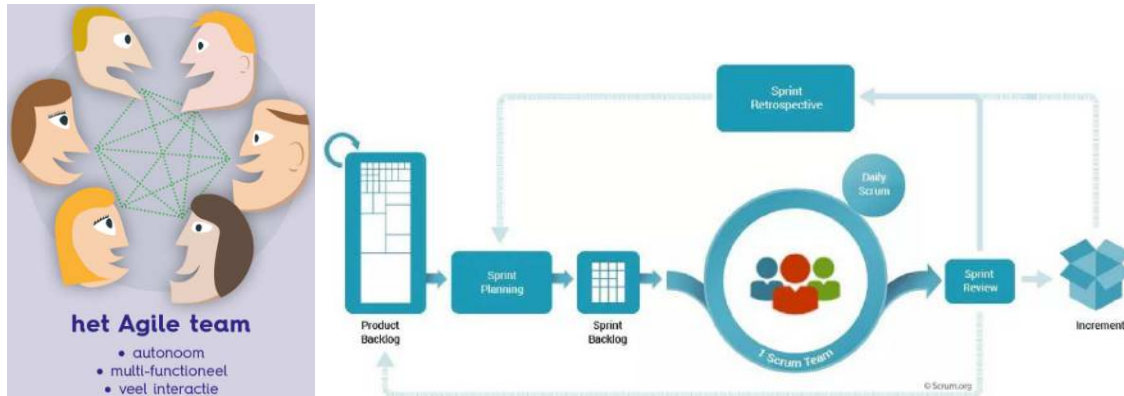 het Agile team
• autonoom
• multi-functioneel
• veel interactie
Sprint
Retrospective
Daily
Scrum
Sprint
Planning
Sprint
Review
Product
Backlog
Sprint
Backlog
1 Scrum Team
Increment
© Scrum.org